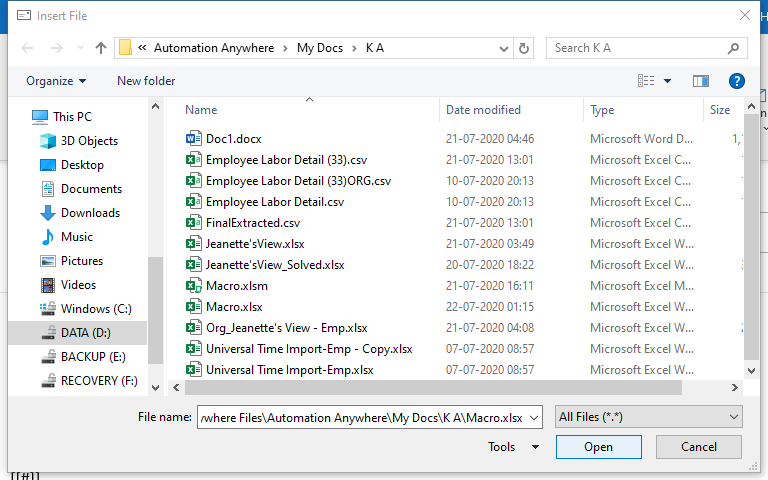 Insert File
H
« Automation Anywhere > My Docs > K A
Search K A
Organize
New folder
Name Date modified Type Size
This PC
3D Objects
Desktop
Documents
Downloads
Music
Pictures
Videos
Windows (C:)
DATA (D:)
BACKUP (E:)
RECOVERY (F:)
Doc1.docx 21-07-2020 04:46 Microsoft Word D... 1,
Employee Labor Detail (33).csv 21-07-2020 13:01 Microsoft Excel C...
Employee Labor Detail (33)ORG.csv 10-07-2020 20:13 Microsoft Excel C...
Employee Labor Detail.csv 10-07-2020 20:13 Microsoft Excel C...
FinalExtracted.csv 21-07-2020 13:01 Microsoft Excel C...
Jeanette'sView.xlsx 21-07-2020 03:49 Microsoft Excel W...
Jeanette'sView_Solved.xlsx 20-07-2020 18:22 Microsoft Excel W...
Macro.xlsm 21-07-2020 16:11 Microsoft Excel M...
Macro.xlsx 22-07-2020 01:15 Microsoft Excel W...
Org_Jeanette's View - Emp.xlsx 21-07-2020 04:08 Microsoft Excel W...
Universal Time Import-Emp - Copy.xlsx 07-07-2020 08:57 Microsoft Excel W...
Universal Time Import-Emp.xlsx 07-07-2020 08:57 Microsoft Excel W...
File name: where Files\Automation Anywhere\My Docs\K A\Macro.xlsx
All Files (*.*)
Tools
Open
Cancel
[[#]]